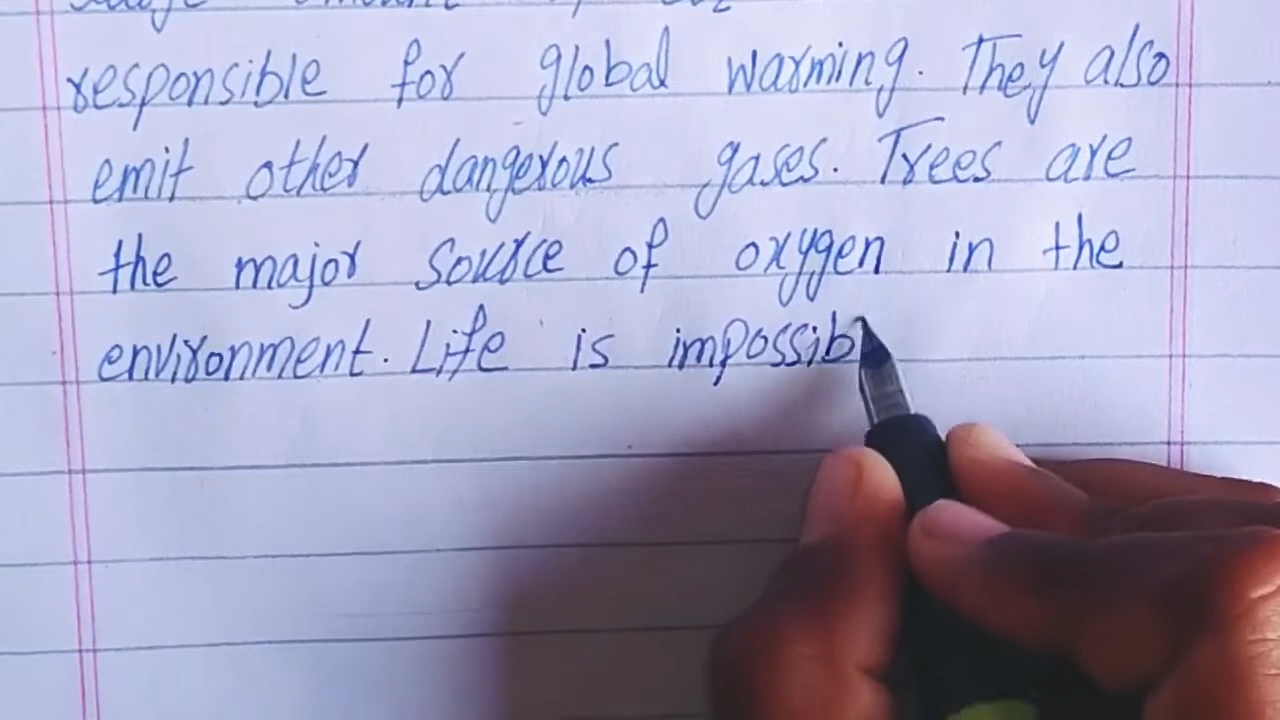 responsible for global warming. They also
emit other dangerous gases. Trees are
the major source of oxygen in the
environment. Life is impossib